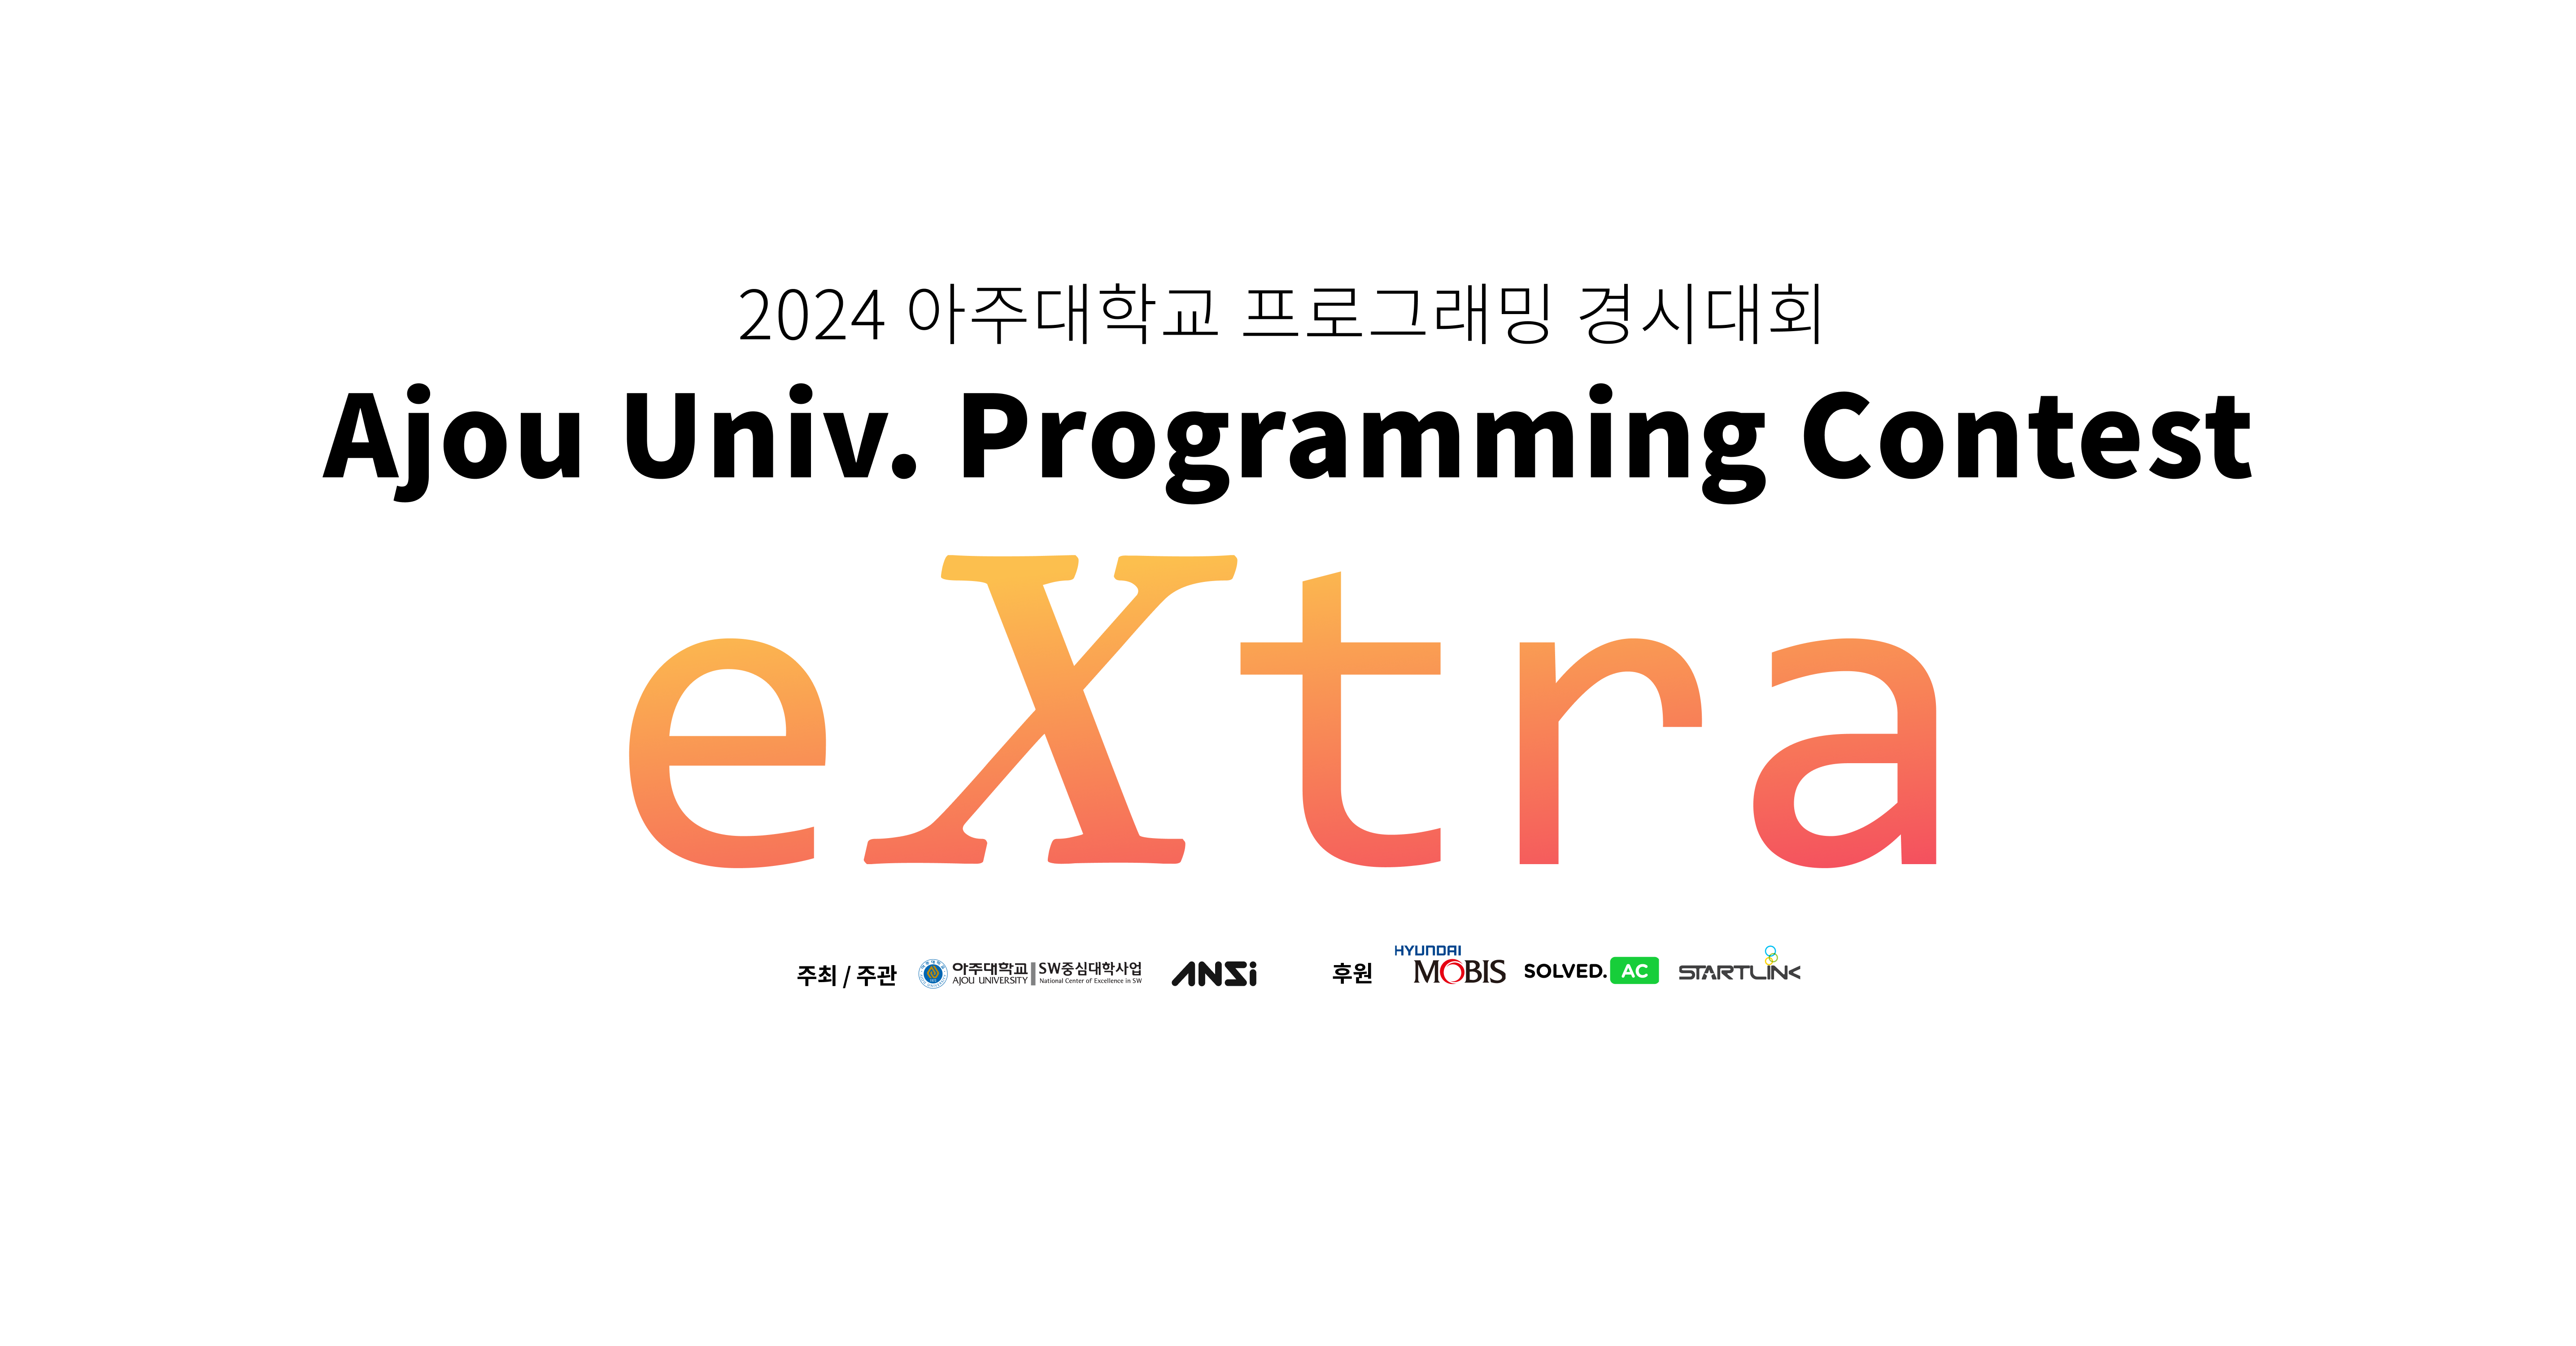 2024 아주대학교 프로그래밍 경시대회
Ajou Univ. Programming Contest
eXtra
주최 / 주관
아주대학교
AJOU UNIVERSITY
SW중심대학사업
National Center of Excellence in SW
ANSi
후원
HYUNDAI
MOBIS
SOLVED.AC
STARTLINK